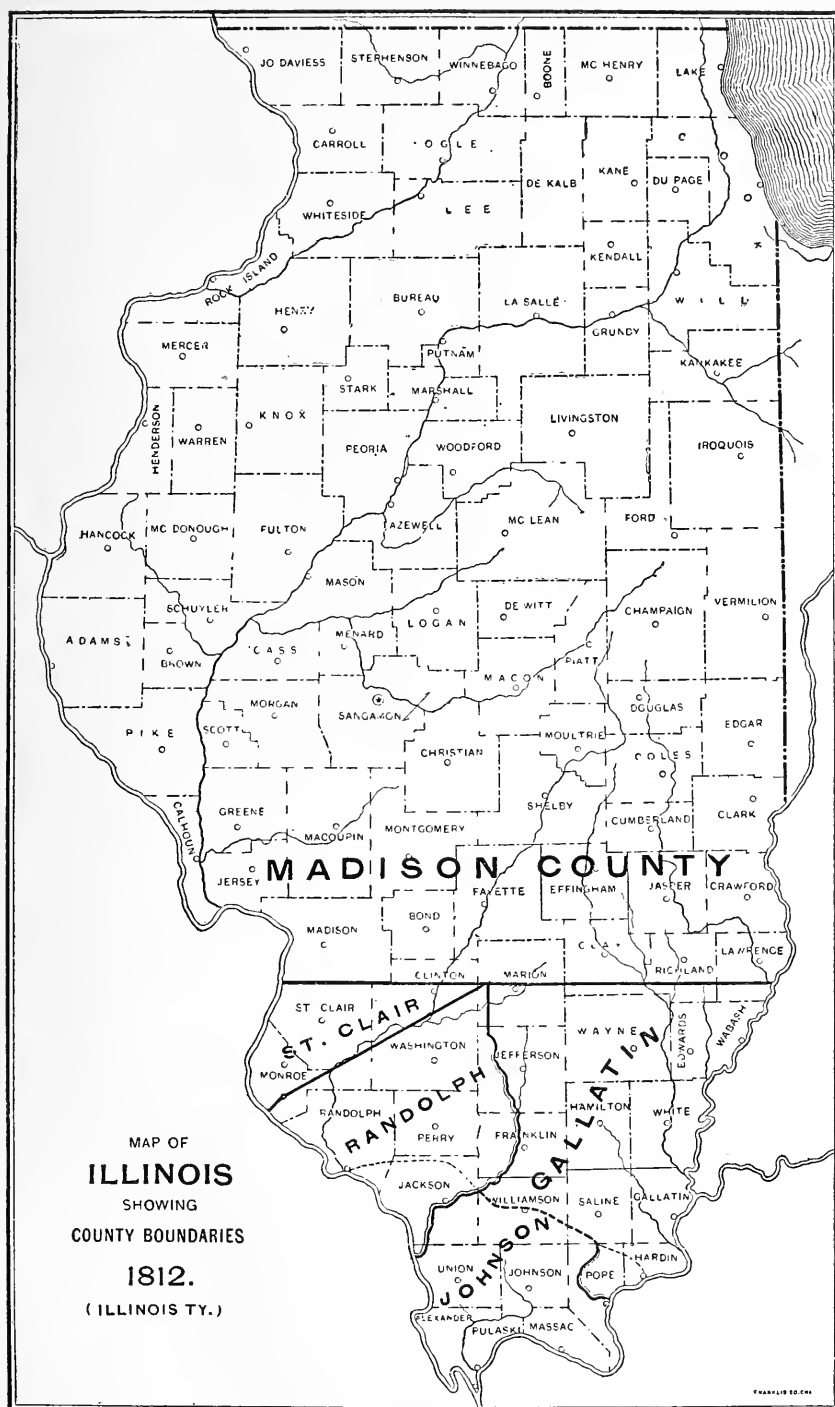 JO DAVIESS
STEPHENSON
WINNEBAGO
BOONE
MC HENRY
LAKE
CARROLL
OGLE
DE KALB
KANE
DU PAGE
C
O
O
K
WHITESIDE
LEE
KENDALL
ROCK ISLAND
HENRY
BUREAU
LA SALLE
GRUNDY
WILL
MERCER
PUTNAM
KANKAKEE
STARK
MARSHALL
HENDERSON
WARREN
KNOX
PEORIA
WOODFORD
LIVINGSTON
IROQUOIS
HANCOCK
MC DONOUGH
FULTON
AZEWELL
MC LEAN
FORD
MASON
SCHUYLER
ADAMS
BROWN
CASS
MENARD
LOGAN
DE WITT
CHAMPAIGN
VERMILION
PIATT
MACON
PIKE
SCOTT
MORGAN
SANGAMON
CHRISTIAN
MOULTRIE
DOUGLAS
EDGAR
COLES
CALHOUN
GREENE
MACOUPIN
MONTGOMERY
SHELBY
CUMBERLAND
CLARK
MADISON COUNTY
JERSEY
FAYETTE
EFFINGHAM
JASPER
CRAWFORD
MADISON
BOND
CLAY
RICHLAND
LAWRENCE
CLINTON
MARION
ST. CLAIR
ST. CLAIR
MONROE
WASHINGTON
JEFFERSON
WAYNE
EDWARDS
WABASH
RANDOLPH
RANDOLPH
PERRY
FRANKLIN
HAMILTON
WHITE
GALLATIN
JACKSON
WILLIAMSON
SALINE
GALLATIN
JOHNSON
UNION
JOHNSON
POPE
HARDIN
ALEXANDER
PULASKI
MASSAC
MAP OF
ILLINOIS
SHOWING
COUNTY BOUNDARIES
1812.
(ILLINOIS TY.)
FRANKLIN CO. CHI.